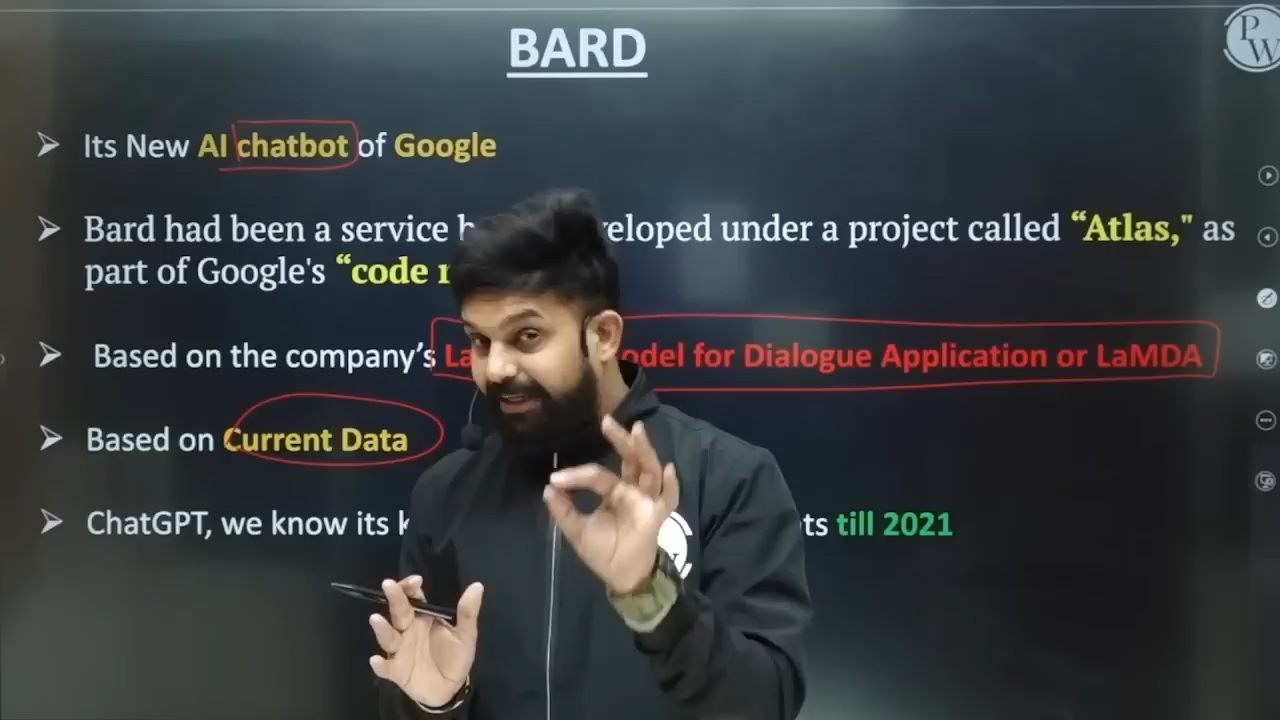 BARD
PW
Its New AI chatbot of Google
Bard had been a service veloped under a project called “Atlas," as
part of Google's “code
Based on the company’s odel for Dialogue Application or LaMDA
Based on Current Data
ChatGPT, we know its till 2021